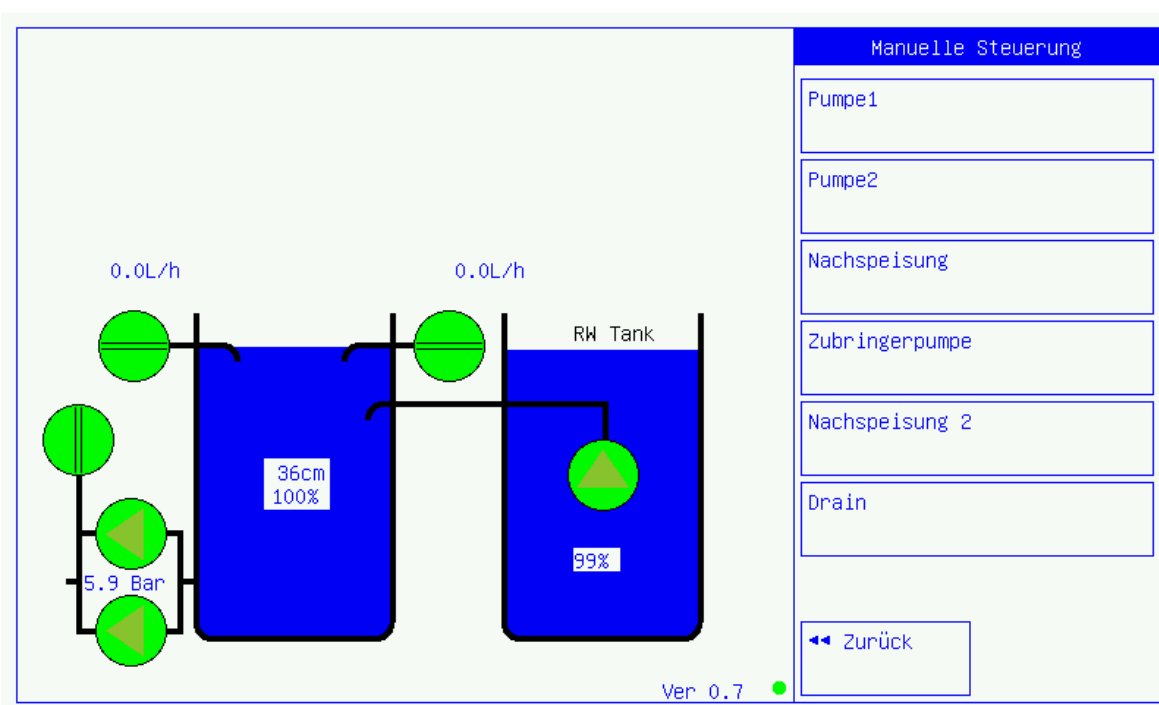 Manuelle Steuerung
Pumpe1
Pumpe2
Nachspeisung
Zubringerpumpe
Nachspeisung 2
Drain
◄◄ Zurück
0.0L/h
0.0L/h
RW Tank
36cm
100%
99%
5.9 Bar
Ver 0.7